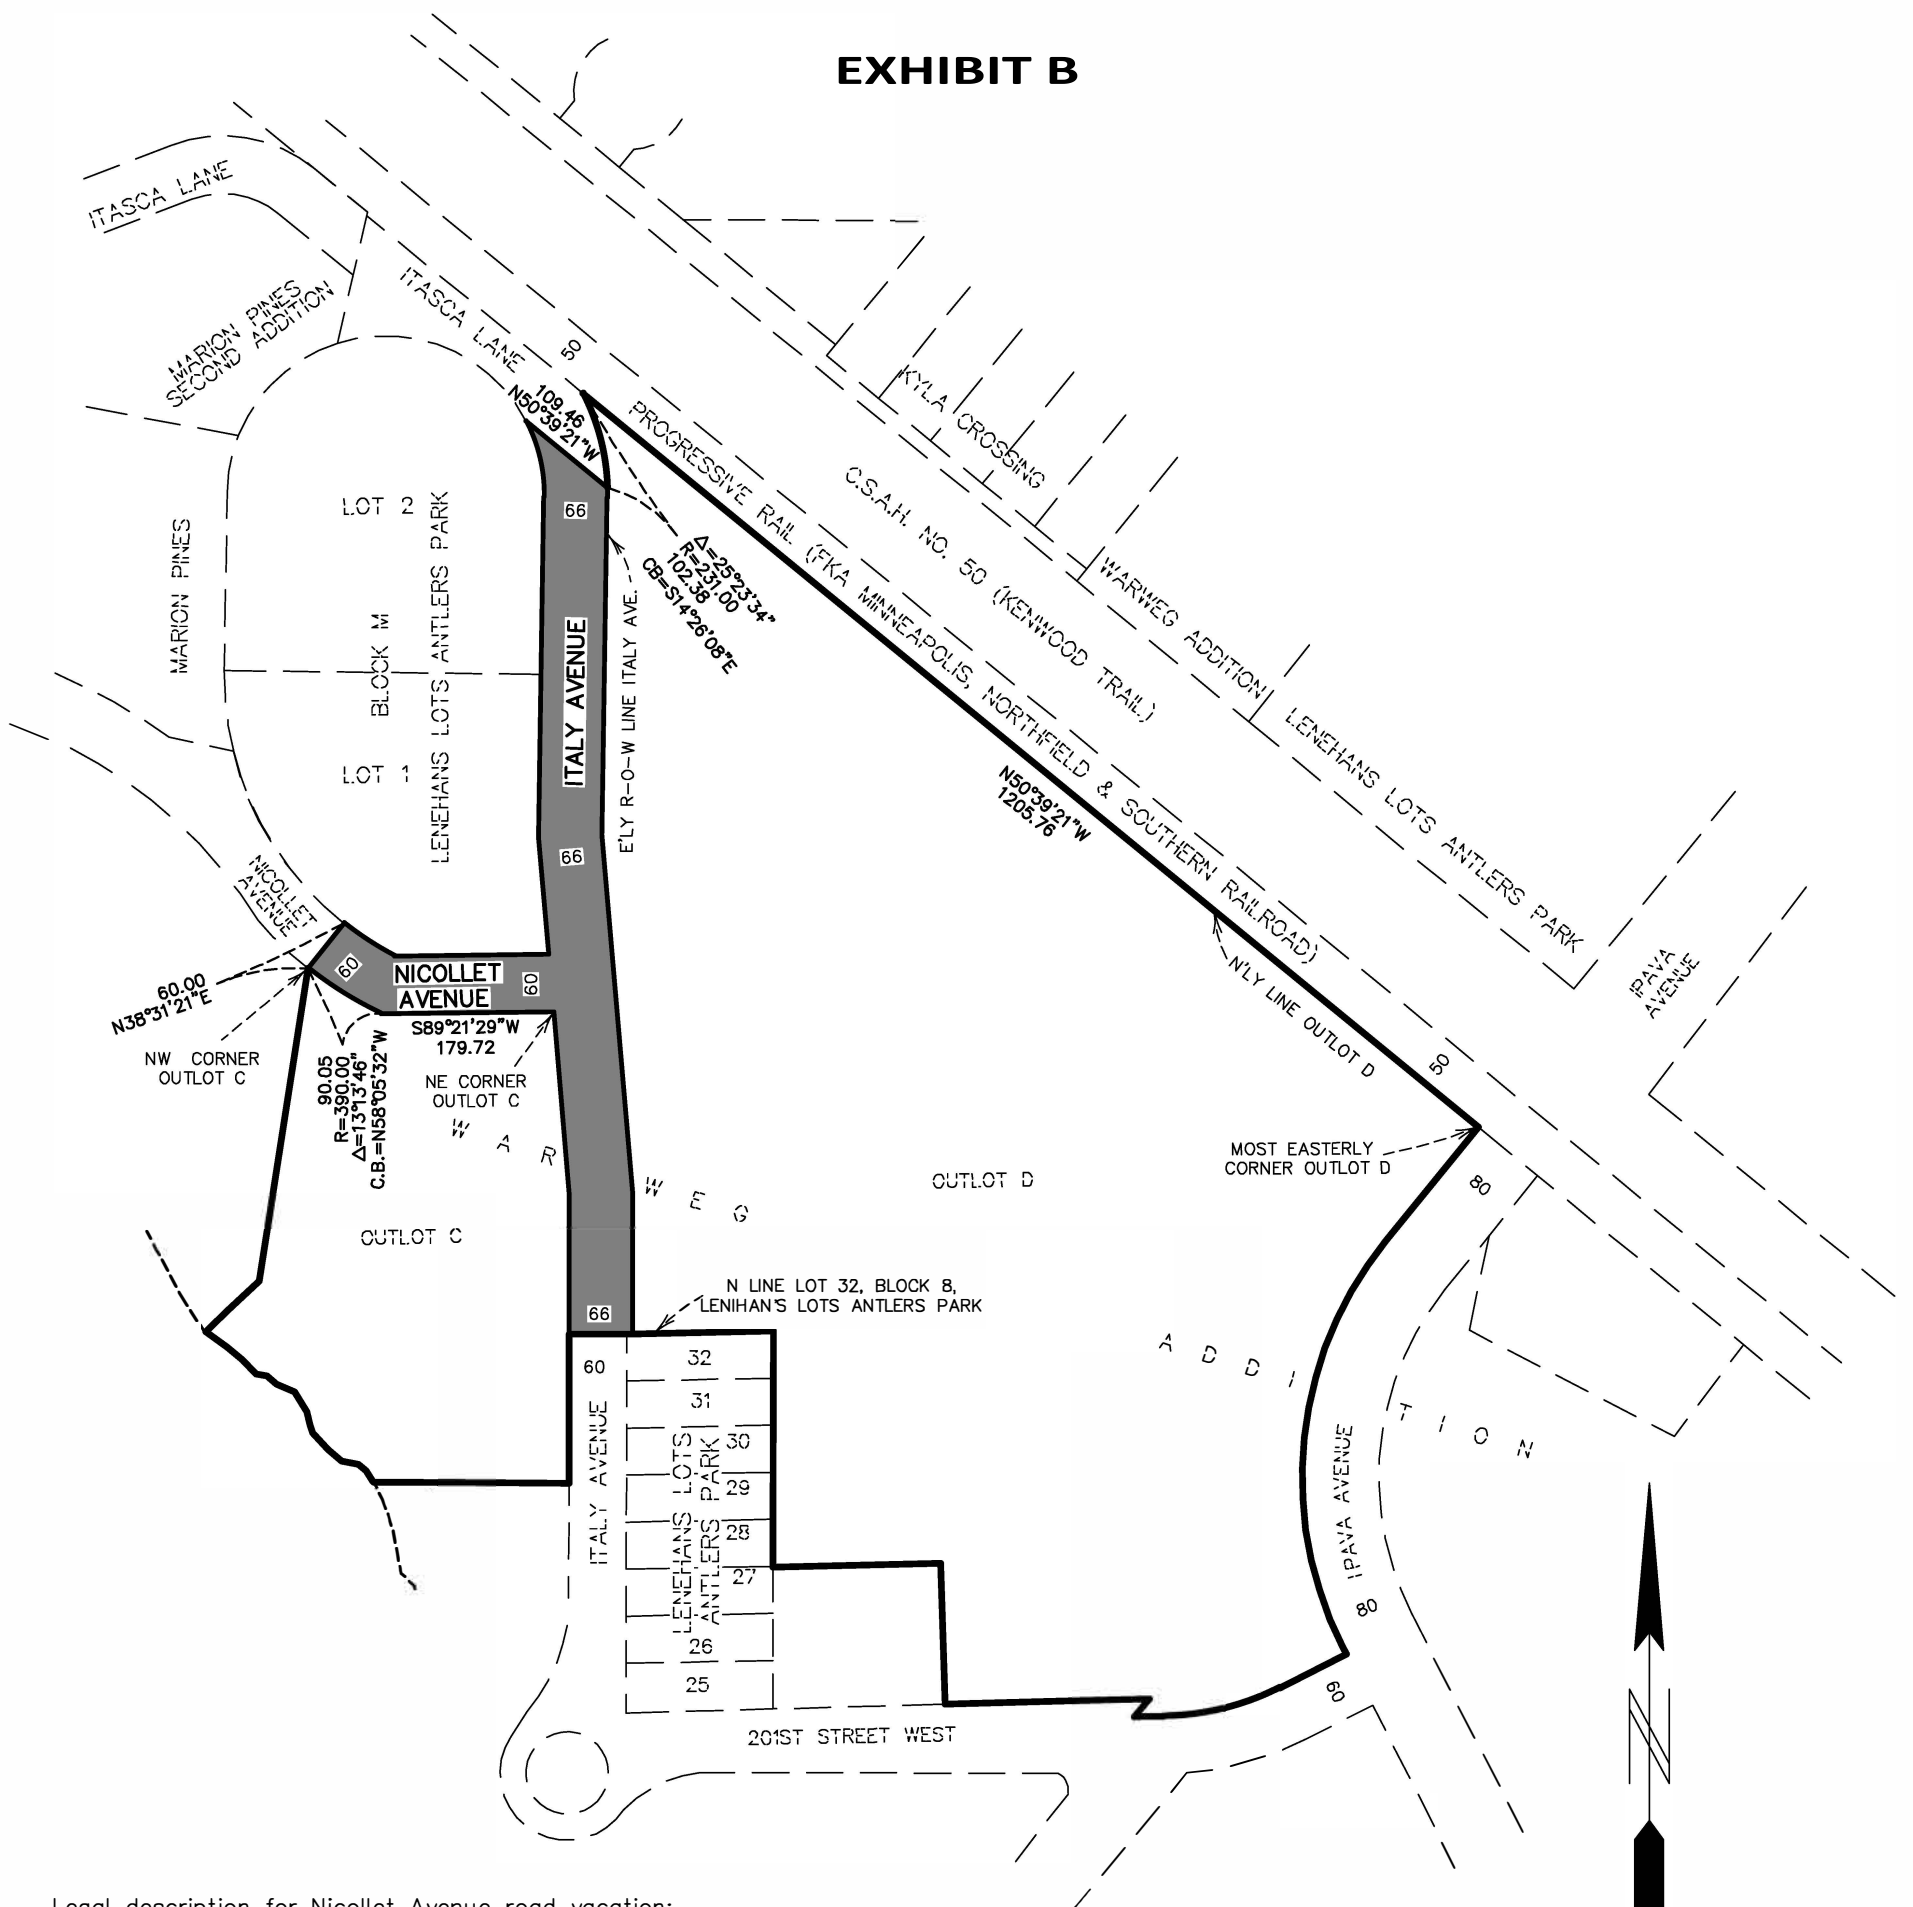 EXHIBIT B
ITASCA LANE
MARION PINES
SECOND ADDITION
ITASCA LANE
50
109.46
N50°39'21"W
PROGRESSIVE RAIL (FKA MINNEAPOLIS, NORTHFIELD & SOUTHERN RAILROAD)
KYLA CROSSING
C.S.A.H. NO. 50 (KENWOOD TRAIL)
WARWEG ADDITION
LENEHANS LOTS ANTLERS PARK
IPAVA
AVENUE
LOT 2
66
MARION PINES
BLOCK M
LENEHANS LOTS ANTLERS PARK
ITALY AVENUE
E'LY R-O-W LINE ITALY AVE.
Δ=25°23'34"
R=231.00
102.38
CB=S14°26'08"E
LOT 1
N50°39'21"W
1205.76
66
NICOLLET
AVENUE
60
NICOLLET
AVENUE
60
60.00
N38°31'21"E
S89°21'29"W
179.72
N'LY LINE OUTLOT D
50
NW CORNER
OUTLOT C
90.05
R=390.00
Δ=13°13'46"
C.B.=N58°05'32"W
NE CORNER
OUTLOT C
W A R W E G
OUTLOT D
MOST EASTERLY
CORNER OUTLOT D
80
OUTLOT C
N LINE LOT 32, BLOCK 8,
LENIHAN'S LOTS ANTLERS PARK
66
A D D I T I O N
60
32
31
30
29
28
27
26
25
ITALY AVENUE
LENEHANS LOTS
ANTLERS PARK
IPAVA AVENUE
80
60
201ST STREET WEST
N
Legal description for Nicollet Avenue road vacation: